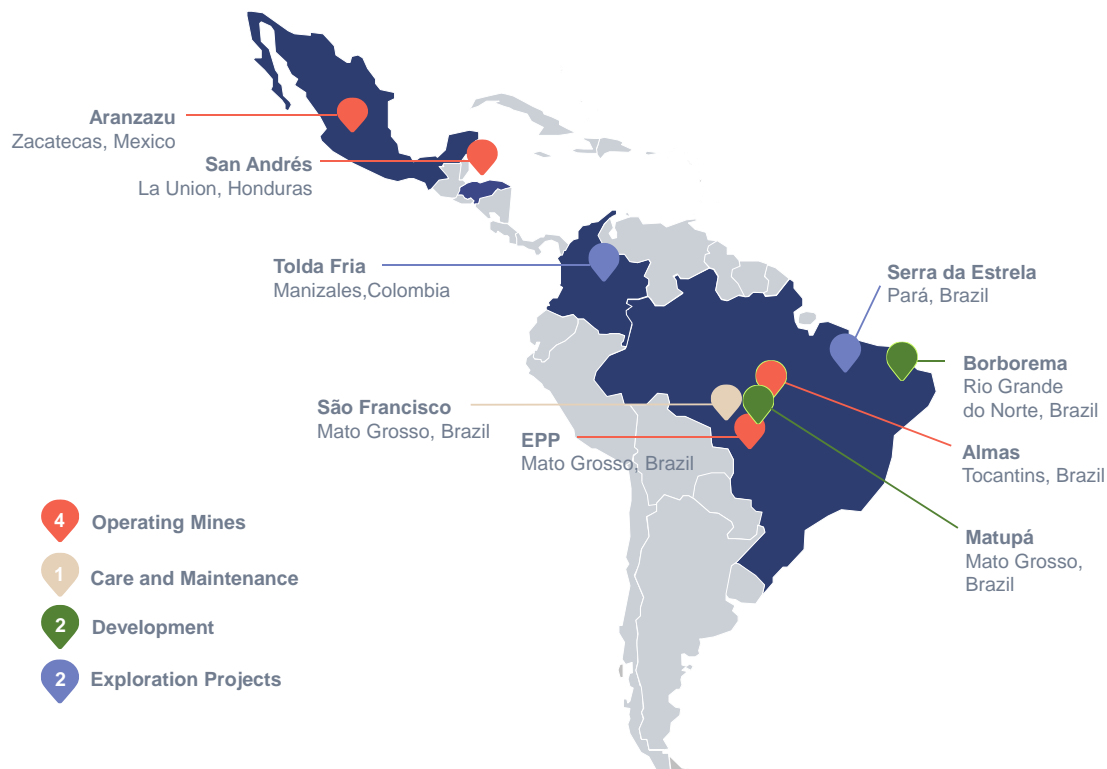 Aranzazu
Zacatecas, Mexico
San Andrés
La Union, Honduras
Tolda Fria
Manizales,Colombia
Serra da Estrela
Pará, Brazil
Borborema
Rio Grande
do Norte, Brazil
São Francisco
Mato Grosso, Brazil
EPP
Mato Grosso, Brazil
Almas
Tocantins, Brazil
Matupá
Mato Grosso,
Brazil
4 Operating Mines
1 Care and Maintenance
2 Development
2 Exploration Projects